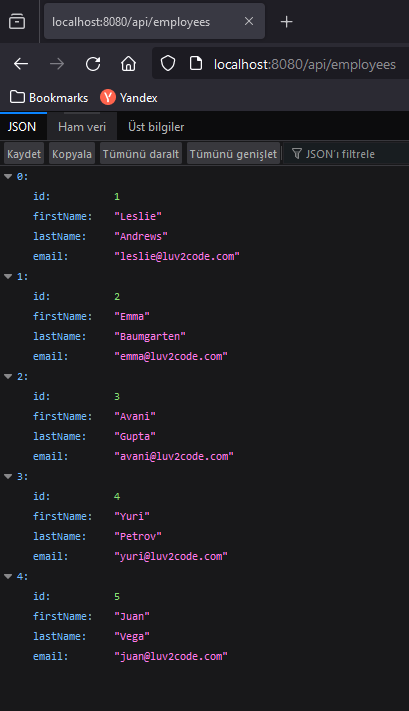 localhost:8080/api/employees
localhost:8080/api/employees
Bookmarks Y Yandex
JSON Ham veri Üst bilgiler
Kaydet Kopyala Tümünü daralt Tümünü genişlet JSON'ı filtrele
0:
id: 1
firstName: "Leslie"
lastName: "Andrews"
email: "leslie@luv2code.com"
1:
id: 2
firstName: "Emma"
lastName: "Baumgarten"
email: "emma@luv2code.com"
2:
id: 3
firstName: "Avani"
lastName: "Gupta"
email: "avani@luv2code.com"
3:
id: 4
firstName: "Yuri"
lastName: "Petrov"
email: "yuri@luv2code.com"
4:
id: 5
firstName: "Juan"
lastName: "Vega"
email: "juan@luv2code.com"